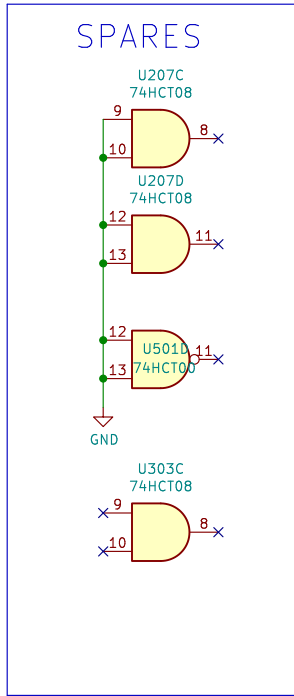 SPARES
U207C
74HCT08
9
10
8
U207D
74HCT08
12
13
11
U501D
74HCT00
12
13
11
GND
U303C
74HCT08
9
10
8